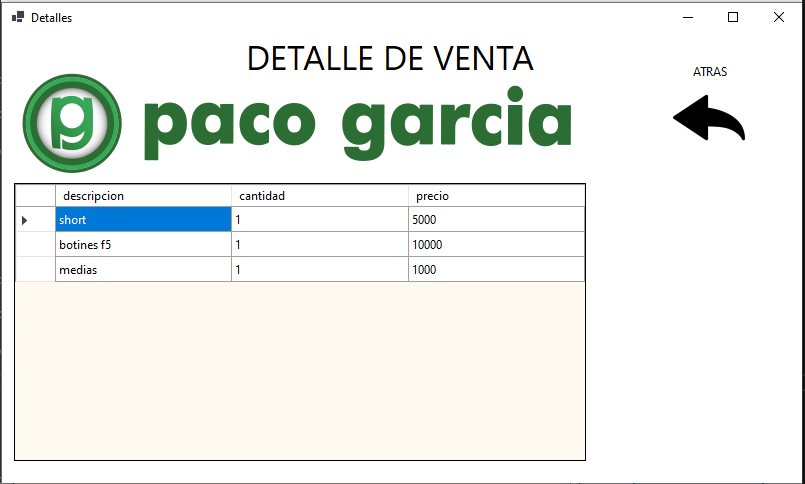 Detalles
DETALLE DE VENTA
ATRAS
pg paco garcia
descripcion cantidad precio
short 1 5000
botines f5 1 10000
medias 1 1000